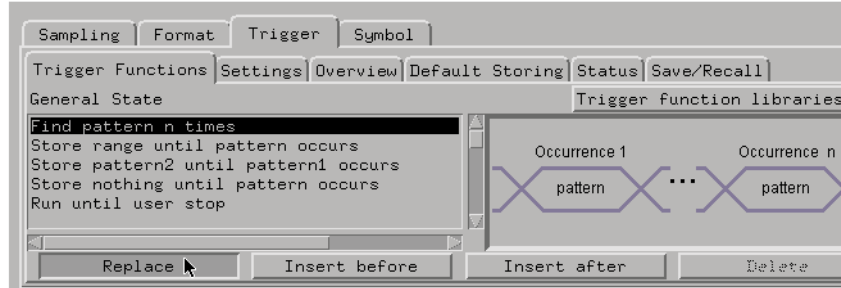 Sampling Format Trigger Symbol
Trigger Functions Settings Overview Default Storing Status Save/Recall
General State Trigger function libraries
Find pattern n times
Store range until pattern occurs
Store pattern2 until pattern1 occurs
Store nothing until pattern occurs
Run until user stop
Occurrence 1 Occurrence n
pattern ... pattern
Replace Insert before Insert after Delete